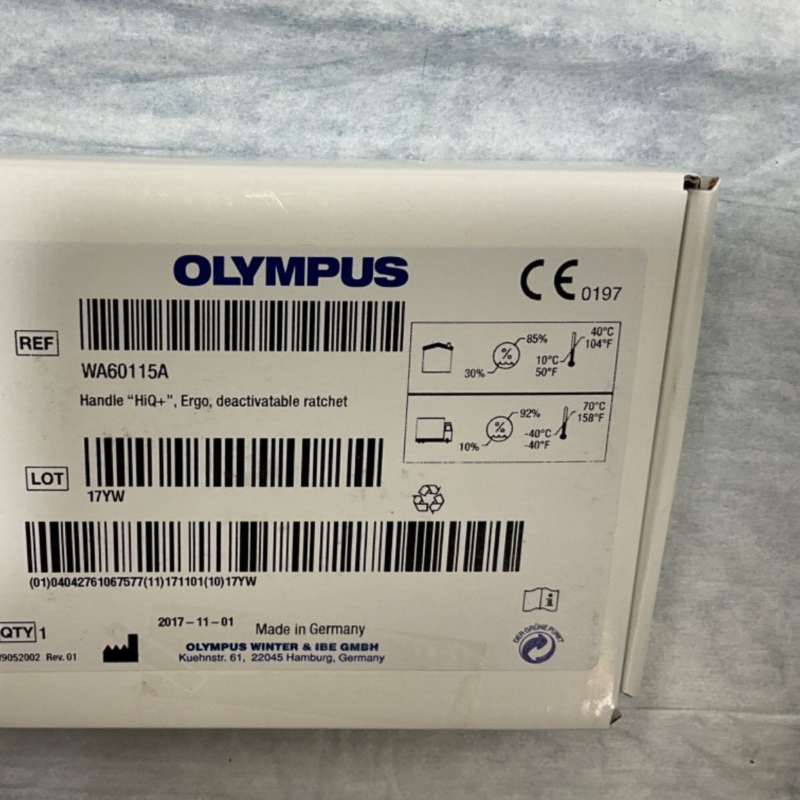 OLYMPUS
CE 0197
REF
WA60115A
Handle "HiQ+", Ergo, deactivatable ratchet
% 85%
30%
40°C
104°F
10°C
50°F
% 92%
10%
70°C
158°F
-40°C
-40°F
LOT
17YW
(01)04042761067577(11)171101(10)17YW
QTY 1
2017-11-01
Made in Germany
OLYMPUS WINTER & IBE GMBH
Kuehnstr. 61, 22045 Hamburg, Germany
9052002 Rev. 01
i
DER GRÜNE PUNKT